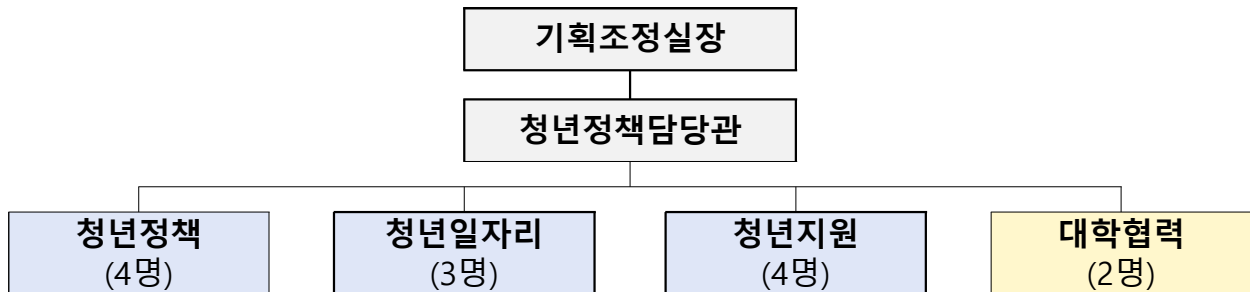 기획조정실장
청년정책담당관
청년정책
(4명)
청년일자리
(3명)
청년지원
(4명)
대학협력
(2명)